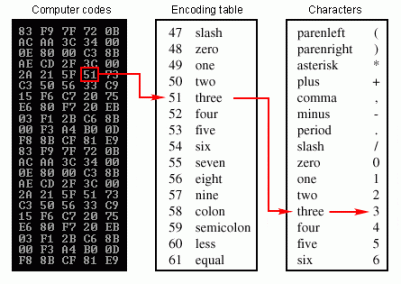 Computer codes
83 F9 7F 72 0B
AC AA 3C 34 00
0E 80 00 C3 8B
AE CD 2F 3C 00
2A 21 5F 51 73
C3 50 56 33 C9
15 F6 C7 20 75
E6 80 F7 20 EB
03 F1 2B C6 8B
00 F3 A4 B0 0D
F8 8B CF 81 E9
83 F9 7F 72 0B
AC AA 3C 34 00
0E 80 00 C3 8B
AE CD 2F 3C 00
2A 21 5F 51 73
C3 50 56 33 C9
15 F6 C7 20 75
E6 80 F7 20 EB
03 F1 2B C6 8B
00 F3 A4 B0 0D
F8 8B CF 81 E9
Encoding table
47 slash
48 zero
49 one
50 two
51 three
52 four
53 five
54 six
55 seven
56 eight
57 nine
58 colon
59 semicolon
60 less
61 equal
Characters
parenleft (
parenright )
asterisk *
plus +
comma ,
minus -
period .
slash /
zero 0
one 1
two 2
three 3
four 4
five 5
six 6